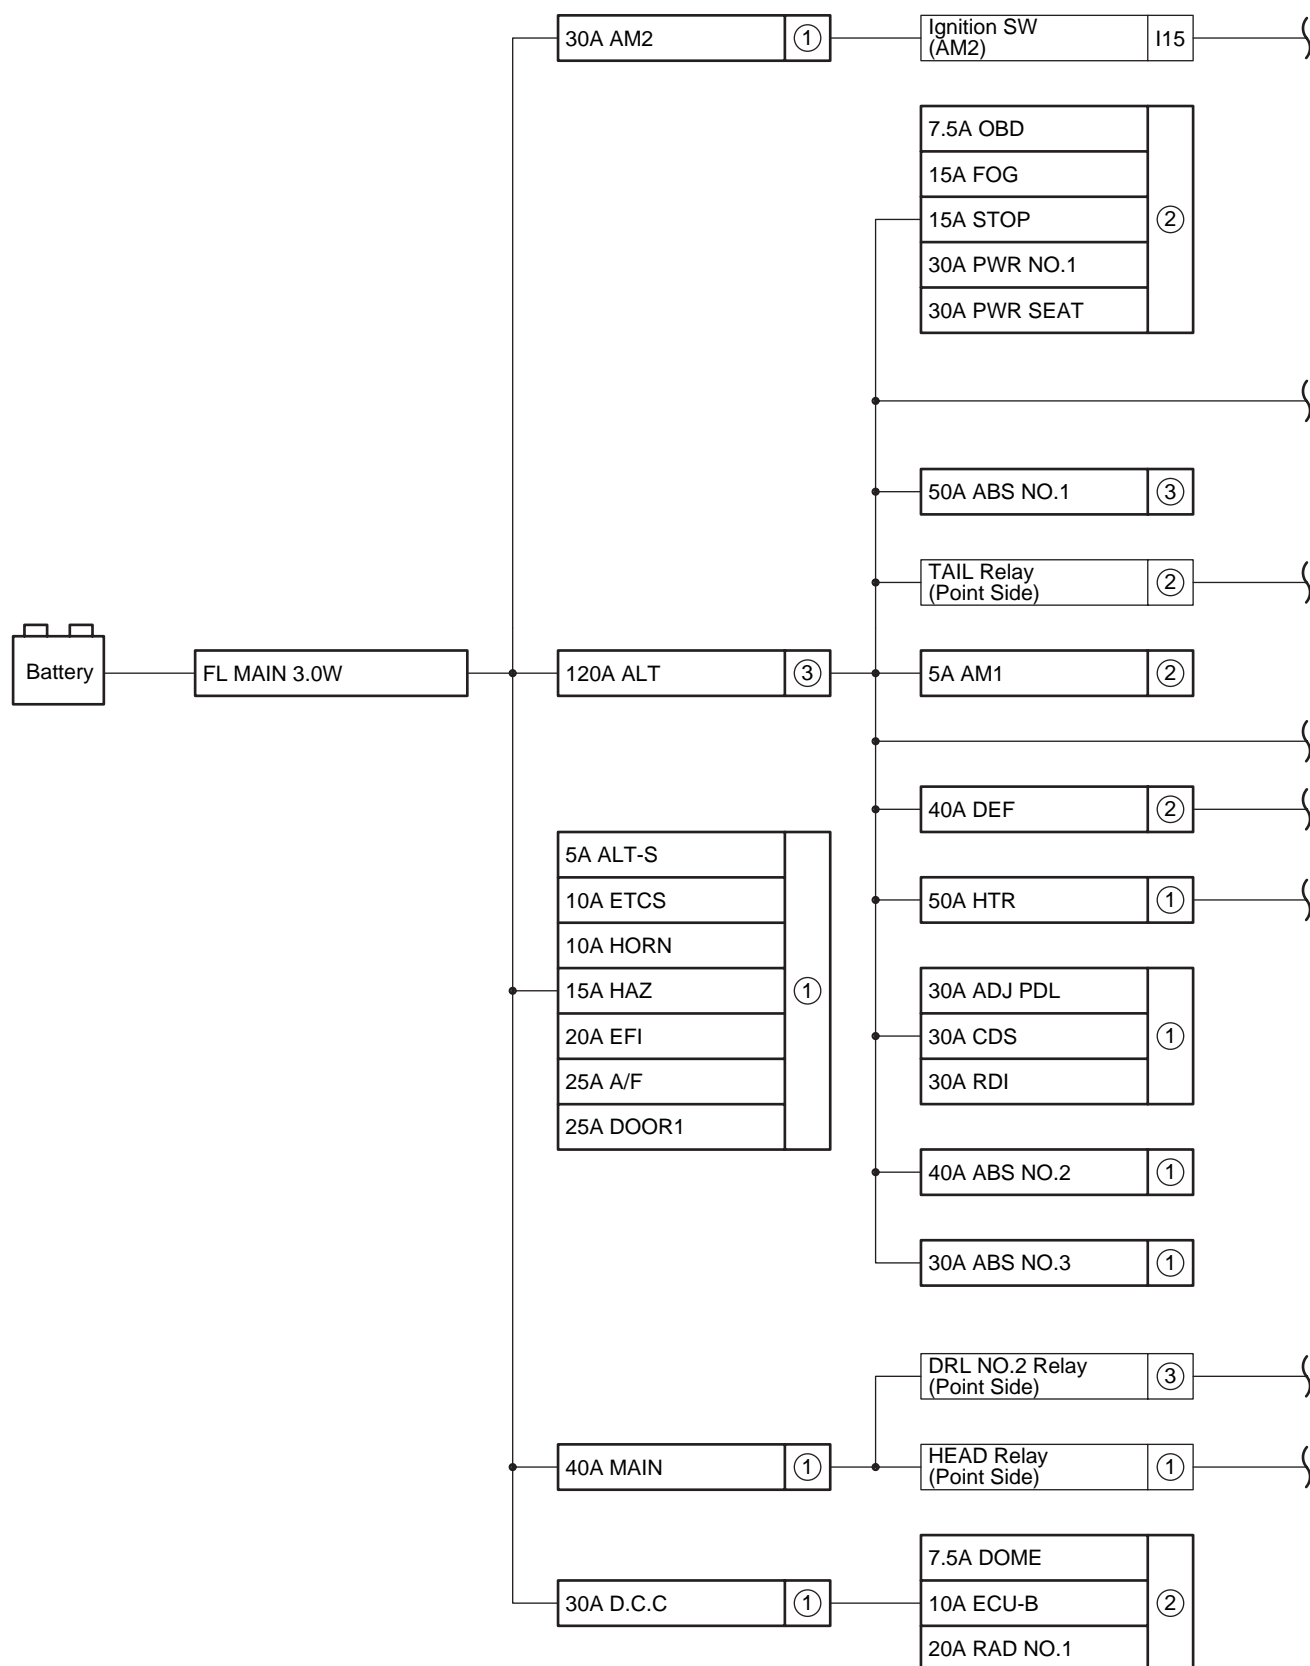 30A AM2 ①
Ignition SW
(AM2)
I15
7.5A OBD
15A FOG
15A STOP
30A PWR NO.1
30A PWR SEAT
②
50A ABS NO.1 ③
TAIL Relay
(Point Side)
②
Battery
FL MAIN 3.0W
120A ALT ③
5A AM1 ②
40A DEF ②
5A ALT-S
10A ETCS
10A HORN
15A HAZ
20A EFI
25A A/F
25A DOOR1
①
50A HTR ①
30A ADJ PDL
30A CDS
30A RDI
①
40A ABS NO.2 ①
30A ABS NO.3 ①
DRL NO.2 Relay
(Point Side)
③
40A MAIN ①
HEAD Relay
(Point Side)
①
30A D.C.C ①
7.5A DOME
10A ECU-B
20A RAD NO.1
②